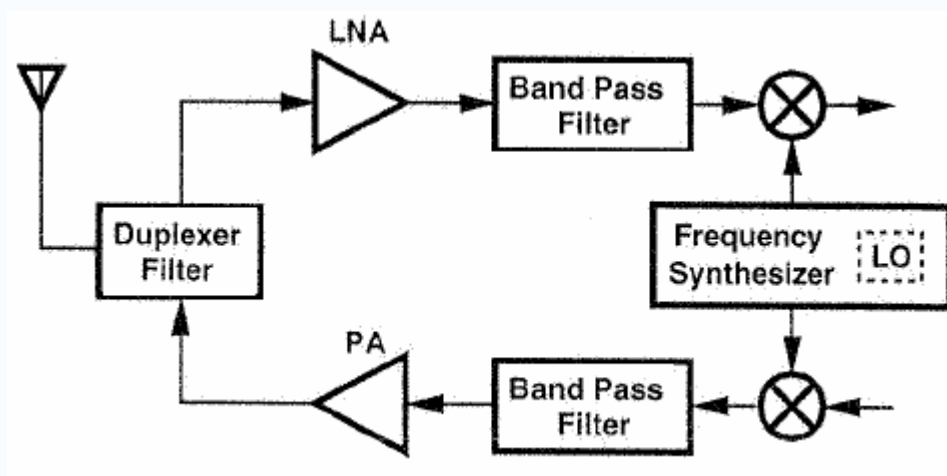 LNA
Band Pass
Filter
Duplexer
Filter
Frequency
Synthesizer
LO
PA
Band Pass
Filter